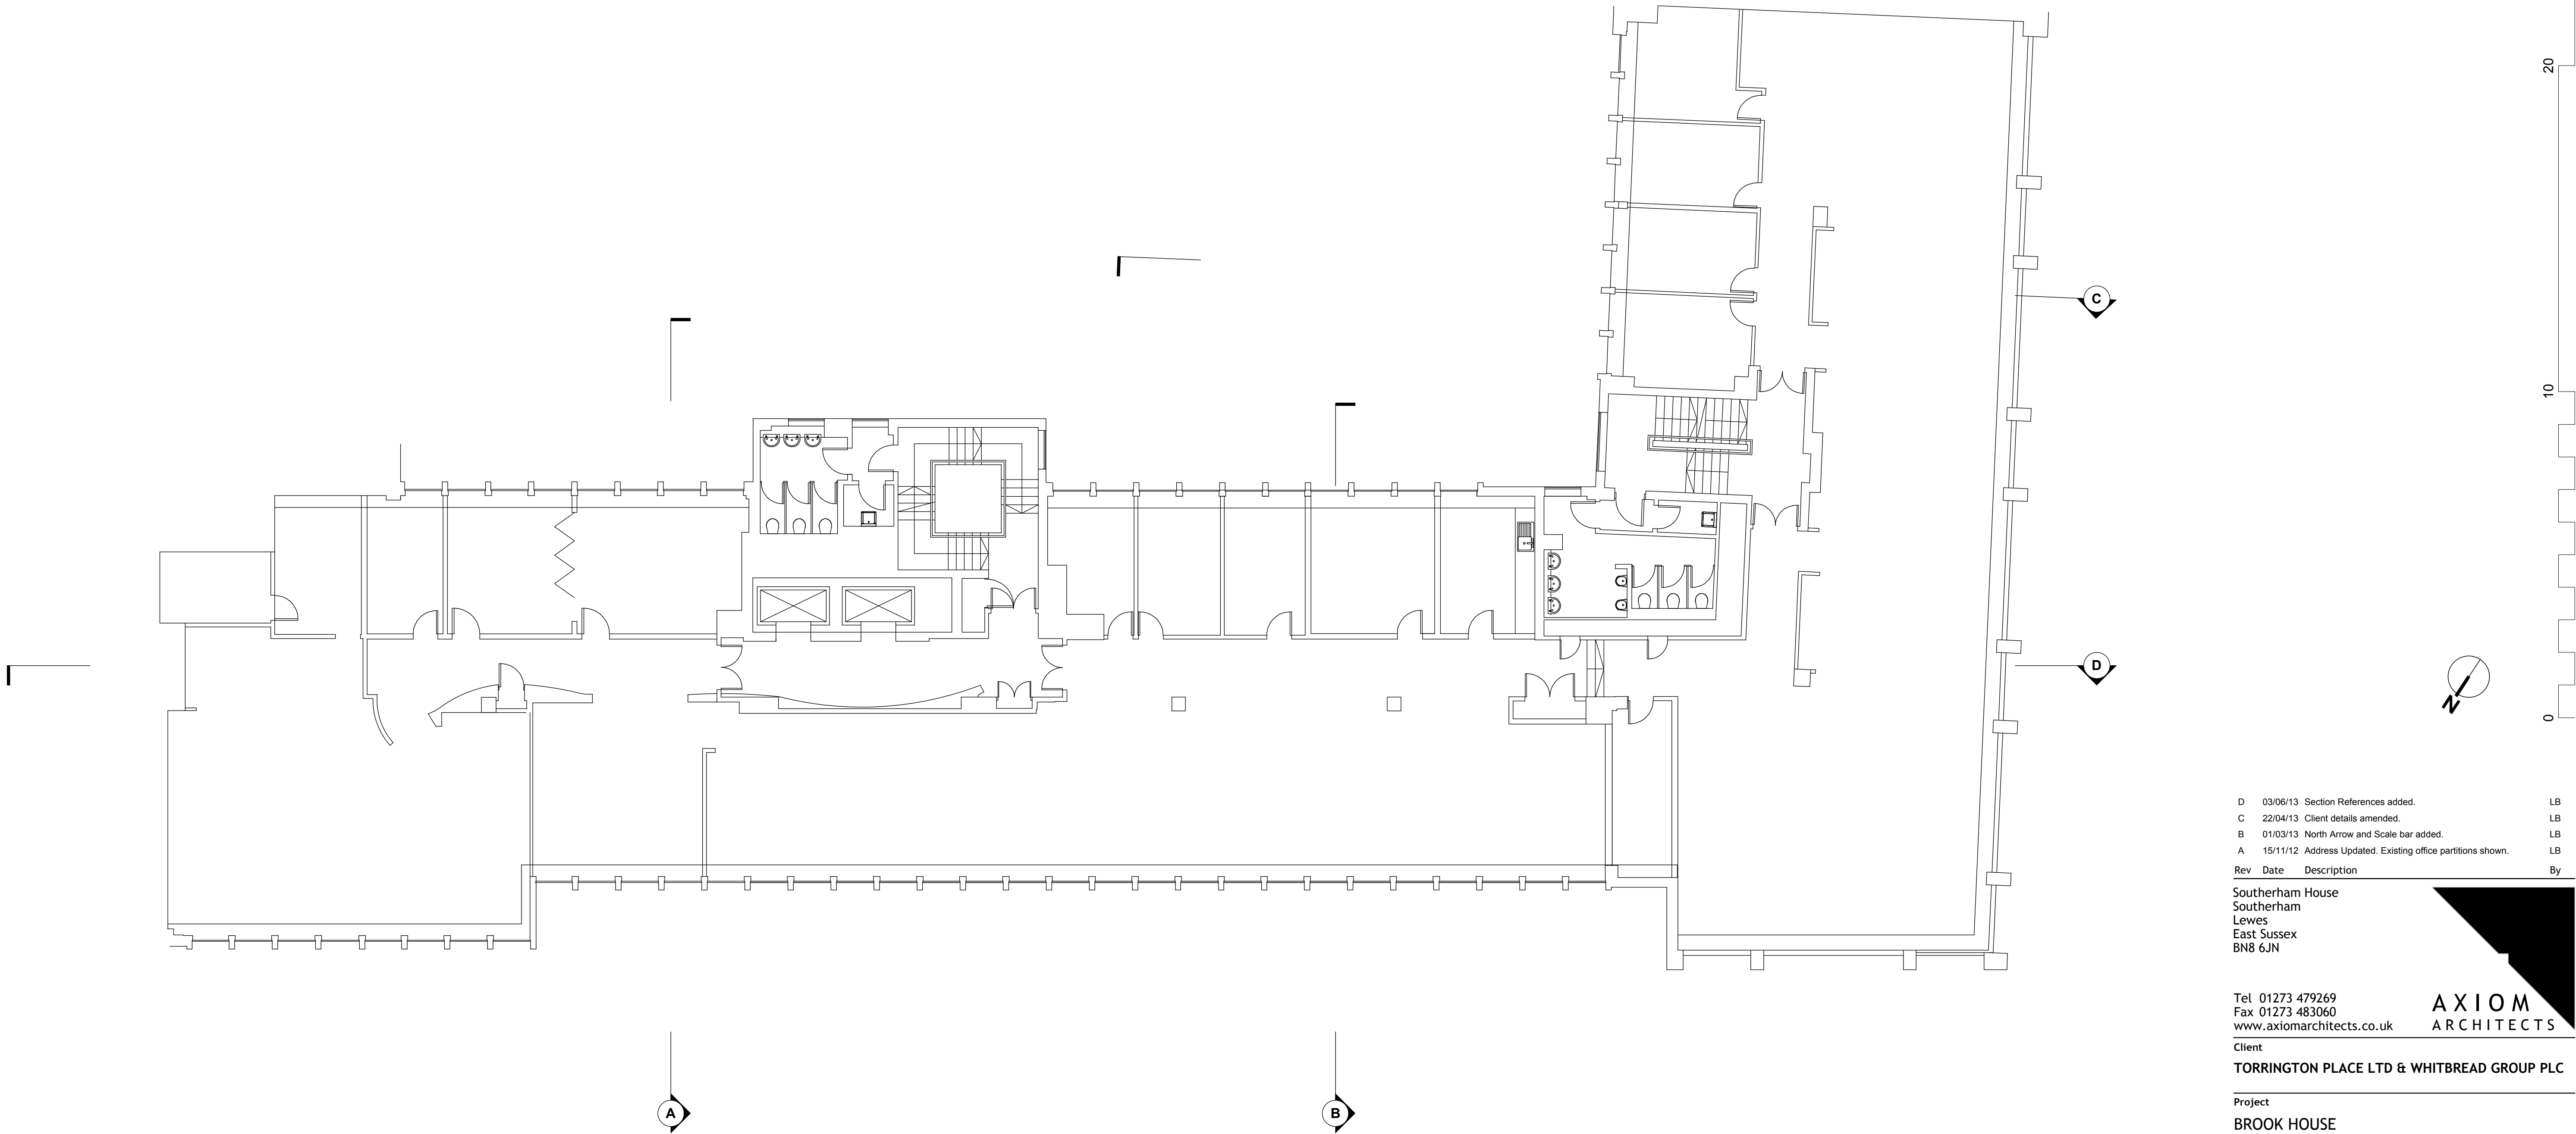 20
10
0
C
D
N
A
B
D 03/06/13 Section References added. LB
C 22/04/13 Client details amended. LB
B 01/03/13 North Arrow and Scale bar added. LB
A 15/11/12 Address Updated. Existing office partitions shown. LB
Rev Date Description By
Southerham House
Southerham
Lewes
East Sussex
BN8 6JN
Tel 01273 479269
Fax 01273 483060
www.axiomarchitects.co.uk
AXIOM
ARCHITECTS
Client
TORRINGTON PLACE LTD & WHITBREAD GROUP PLC
Project
BROOK HOUSE